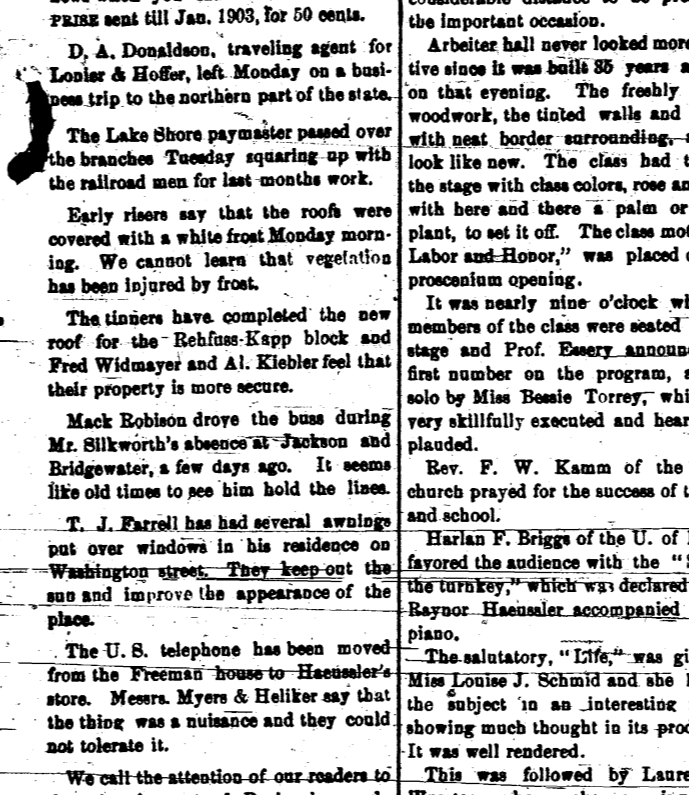 PRISE sent till Jan. 1903, for 50 cents.
D. A. Donaldson, traveling agent for
Lonier & Hoffer, left Monday on a busi-
ness trip to the northern part of the state.
The Lake Shore paymaster passed over
the branches Tuesday squaring up with
the railroad men for last months work.
Early risers say that the roofs were
covered with a white frost Monday morn-
ing. We cannot learn that vegetation
has been injured by frost.
The tinners have completed the new
roof for the Rehfuss-Kapp block and
Fred Widmayer and Al. Kiebler feel that
their property is more secure.
Mack Robison drove the buss during
Mr. Silkworth's absence at Jackson and
Bridgewater, a few days ago. It seems
like old times to see him hold the lines.
T. J. Farrell has had several awnings
put over windows in his residence on
Washington street. They keep out the
sun and improve the appearance of the
place.
The U. S. telephone has been moved
from the Freeman house to Haeussler's
store. Messrs. Myers & Heliker say that
the thing was a nuisance and they could
not tolerate it.
We call the attention of our readers to
the important occasion.
Arbeiter hall never looked more
tive since it was built 35 years a
on that evening. The freshly
woodwork, the tinted walls and
with neat border surrounding,
look like new. The class had t
the stage with class colors, rose an
with here and there a palm or
plant, to set it off. The class mot
Labor and Honor," was placed
proscenium opening.
It was nearly nine o'clock wh
members of the class were seated
stage and Prof. Essery announ
first number on the program, a
solo by Miss Bessie Torrey, whi
very skillfully executed and hear
plauded.
Rev. F. W. Kamm of the
church prayed for the success of t
and school.
Harlan F. Briggs of the U. of
favored the audience with the "
the turnkey," which was declared
Raynor Haeussler accompanied
piano.
The salutatory, "Life," was gi
Miss Louise J. Schmid and she
the subject in an interesting
showing much thought in its proc
It was well rendered.
This was followed by Laure